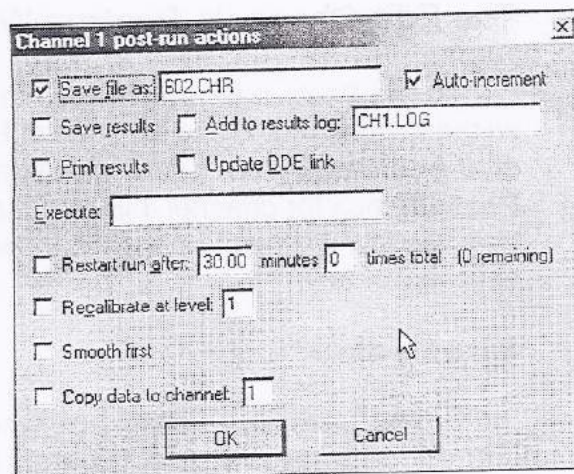 Channel 1 post-run actions
Save file as: 602.CHR Auto-increment
Save results Add to results log: CH1.LOG
Print results Update DDE link
Execute:
Restart run after: 30.00 minutes 0 times total (0 remaining)
Recalibrate at level: 1
Smooth first
Copy data to channel: 1
OK Cancel